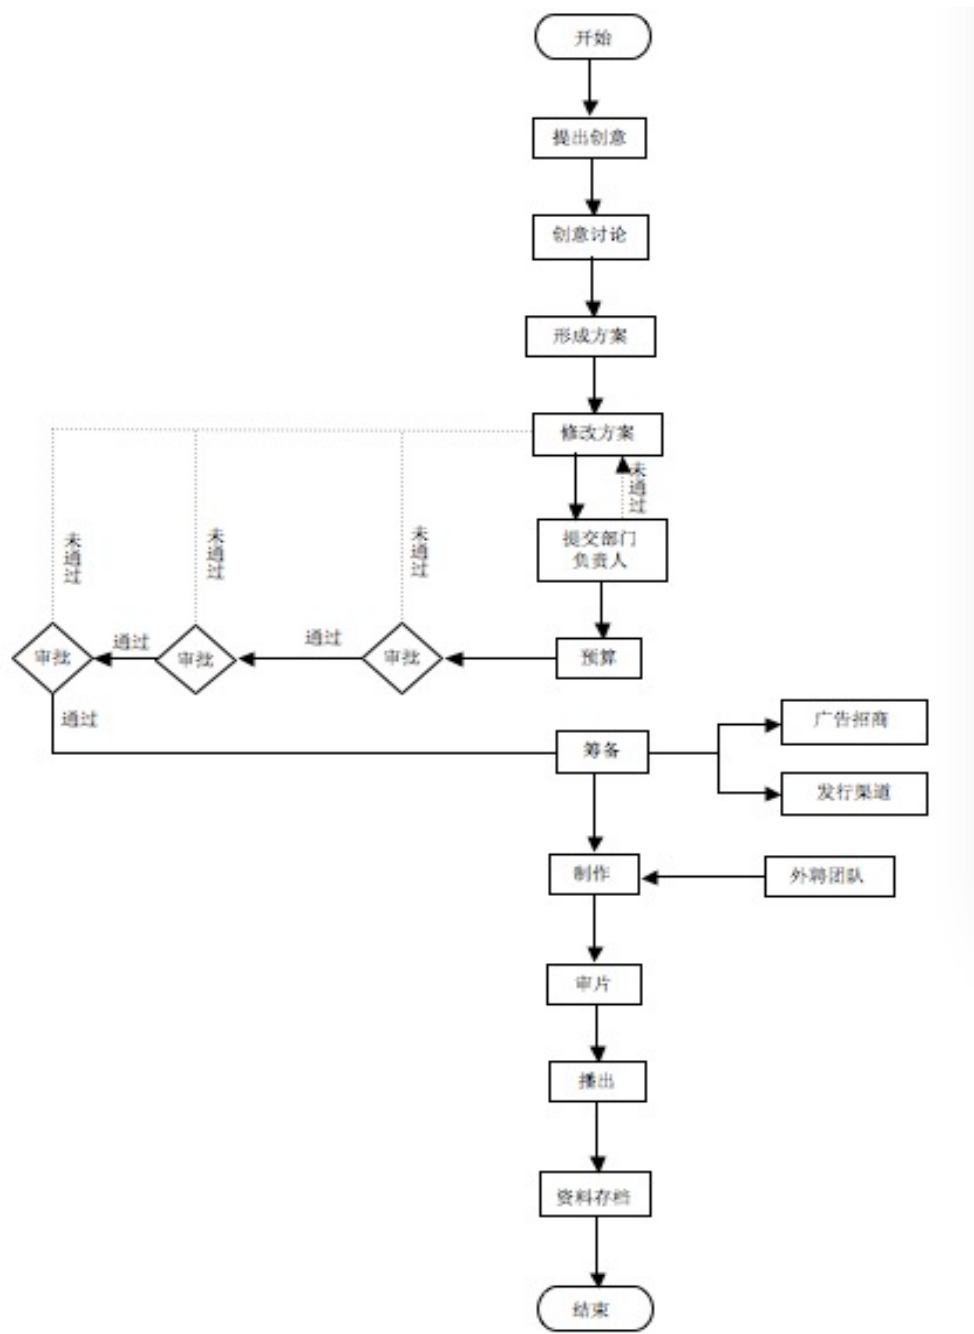 开始
提出创意
创意讨论
形成方案
修改方案
未通过
提交部门
负责人
未通过
未通过
未通过
审批
通过
审批
通过
审批
预算
通过
筹备
广告招商
发行渠道
制作
外聘团队
审片
播出
资料存档
结束